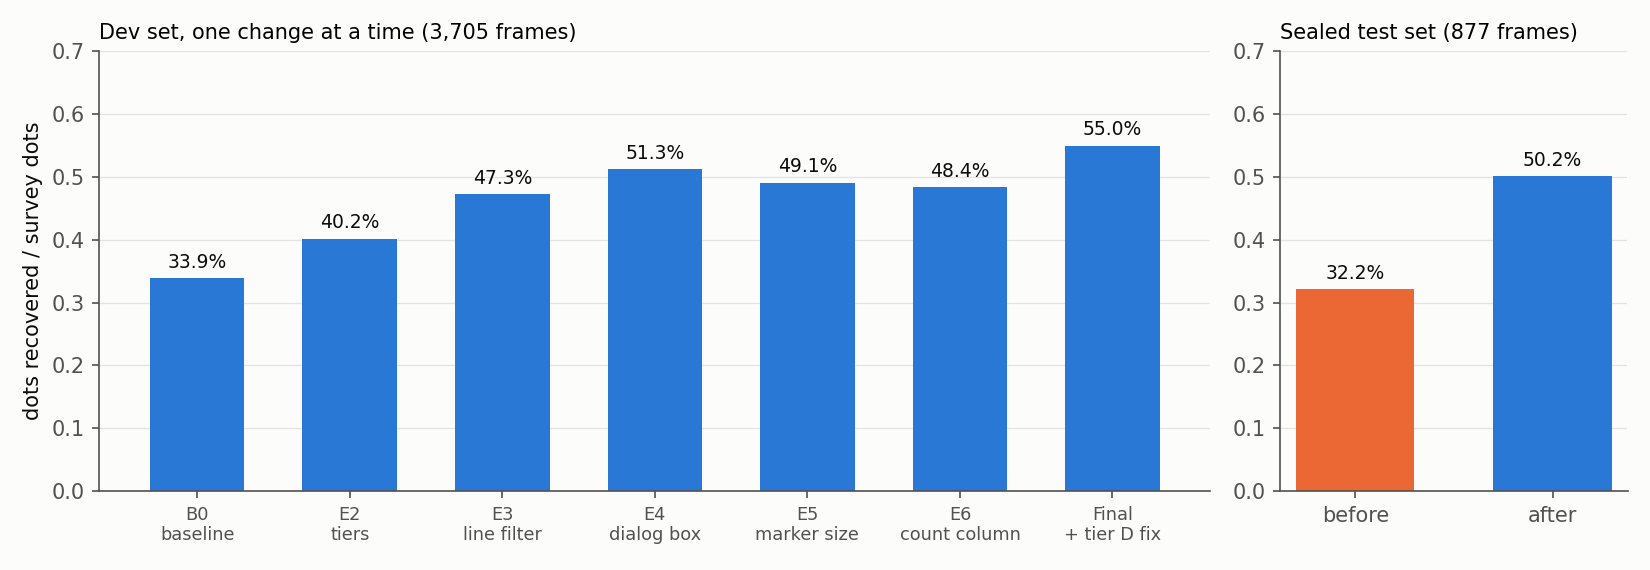 Dev set, one change at a time (3,705 frames)
dots recovered / survey dots
0.7
0.6
0.5
0.4
0.3
0.2
0.1
0.0
33.9%
40.2%
47.3%
51.3%
49.1%
48.4%
55.0%
B0
baseline
E2
tiers
E3
line filter
E4
dialog box
E5
marker size
E6
count column
Final
+ tier D fix
Sealed test set (877 frames)
0.7
0.6
0.5
0.4
0.3
0.2
0.1
0.0
32.2%
50.2%
before
after